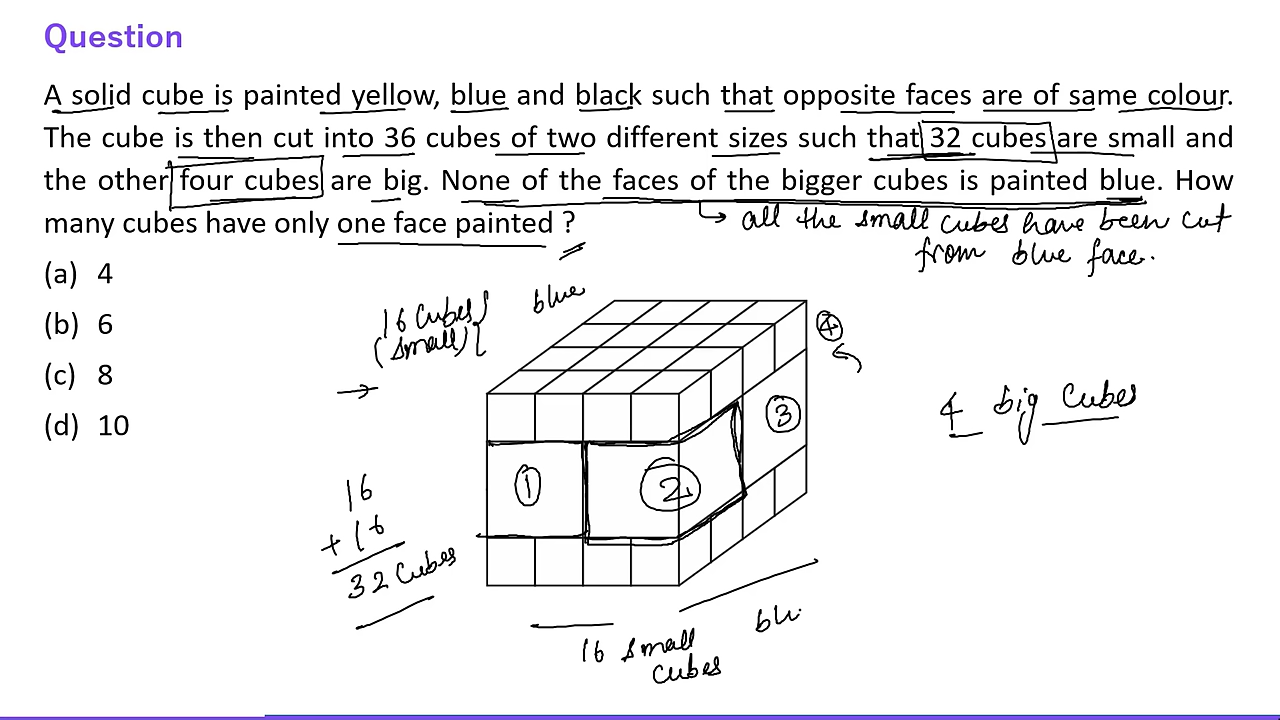 Question
A solid cube is painted yellow, blue and black such that opposite faces are of same colour.
The cube is then cut into 36 cubes of two different sizes such that 32 cubes are small and
the other four cubes are big. None of the faces of the bigger cubes is painted blue. How
many cubes have only one face painted ?
↳ all the small cubes have been cut
from blue face.
(a) 4
(b) 6
(c) 8
(d) 10
16 Cubes
(small)
blue
4
→
1
2
3
4 big Cubes
16
+ 16
32 Cubes
16 small
cubes
blu